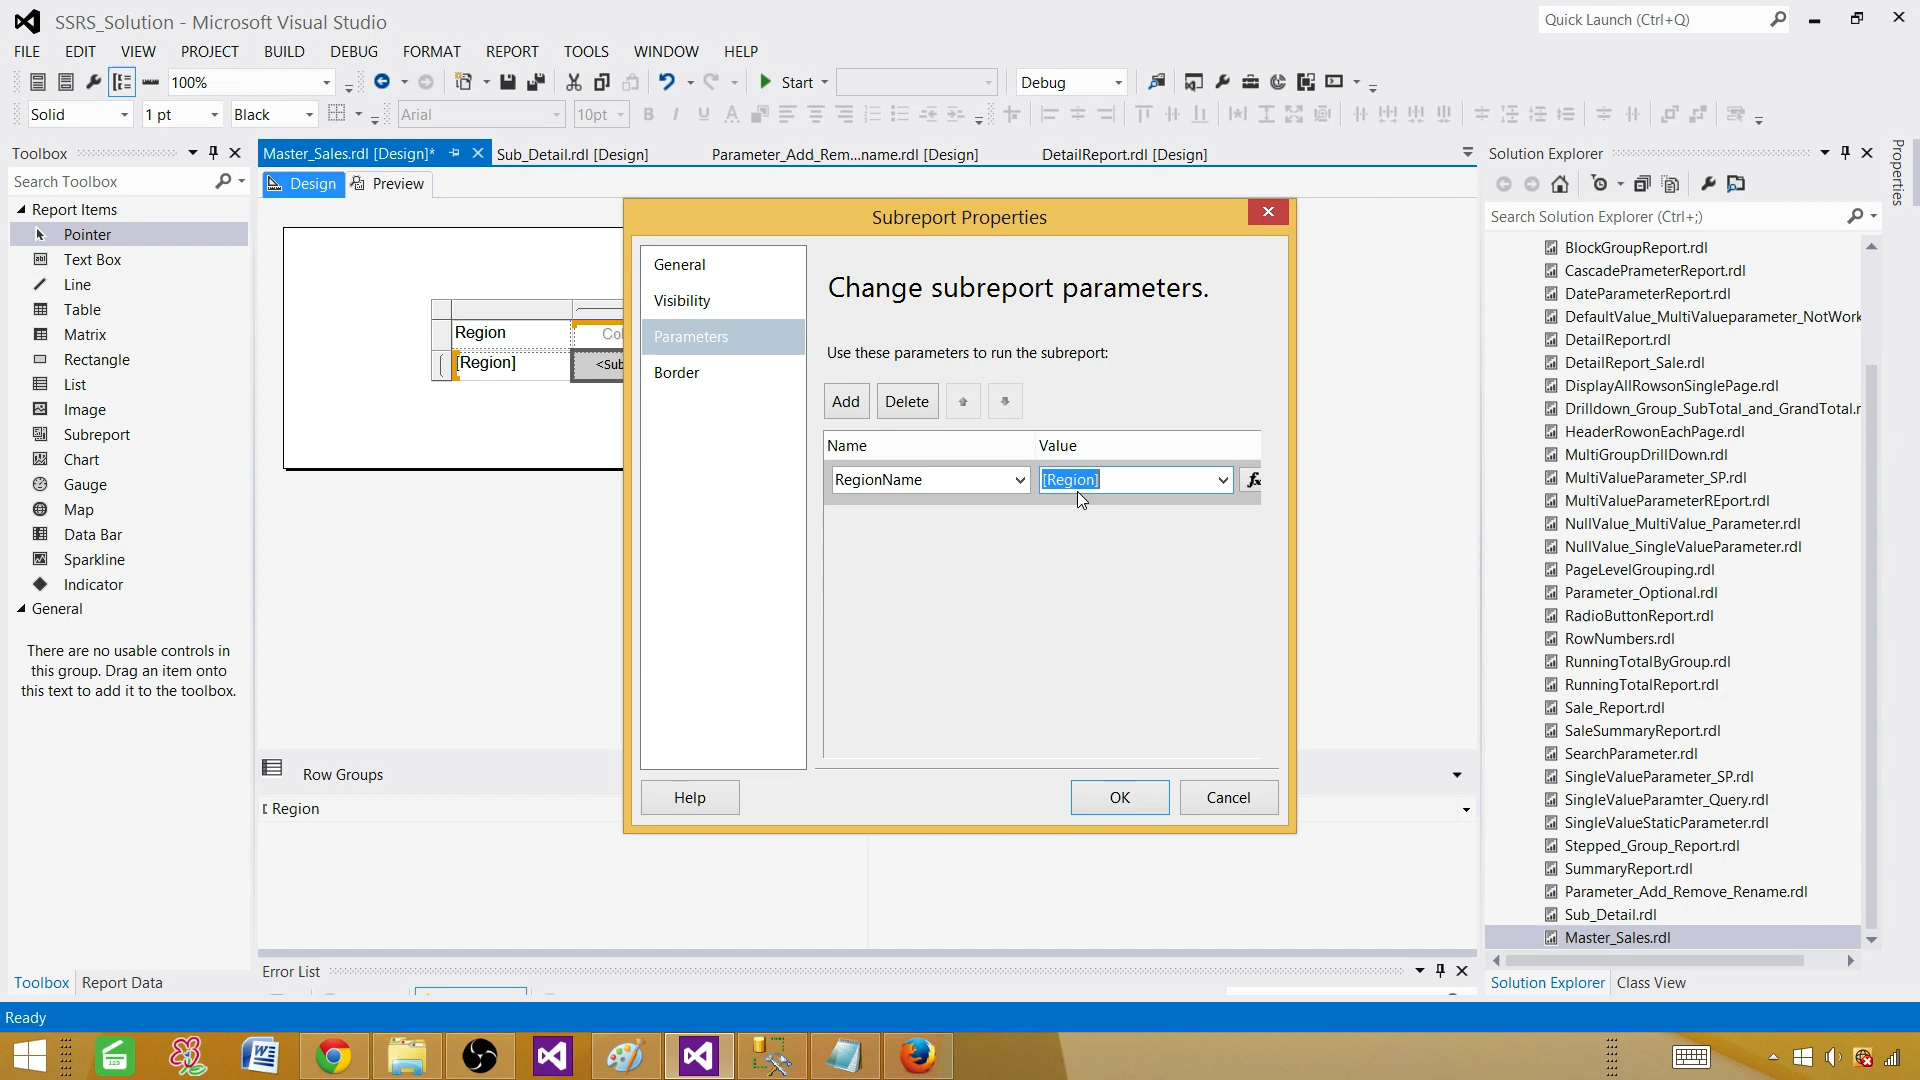 SSRS_Solution - Microsoft Visual Studio
Quick Launch (Ctrl+Q)
FILE EDIT VIEW PROJECT BUILD DEBUG FORMAT REPORT TOOLS WINDOW HELP
100% Start Debug
Solid 1 pt Black Arial 10pt B I U A
Toolbox
Master_Sales.rdl [Design]* Sub_Detail.rdl [Design] Parameter_Add_Rem...name.rdl [Design] DetailReport.rdl [Design]
Solution Explorer
Properties
Search Toolbox
Design Preview
Search Solution Explorer (Ctrl+;)
Report Items
Pointer
Text Box
Line
Table
Matrix
Rectangle
List
Image
Subreport
Chart
Gauge
Map
Data Bar
Sparkline
Indicator
General
There are no usable controls in
this group. Drag an item onto
this text to add it to the toolbox.
Toolbox Report Data
Region Col
[Region] <Sub
Subreport Properties
General
Visibility
Parameters
Border
Change subreport parameters.
Use these parameters to run the subreport:
Add Delete
Name Value
RegionName [Region] fx
Help OK Cancel
Row Groups
[ Region
Error List
BlockGroupReport.rdl
CascadePrameterReport.rdl
DateParameterReport.rdl
DefaultValue_MultiValueparameter_NotWork
DetailReport.rdl
DetailReport_Sale.rdl
DisplayAllRowsonSinglePage.rdl
Drilldown_Group_SubTotal_and_GrandTotal.r
HeaderRowonEachPage.rdl
MultiGroupDrillDown.rdl
MultiValueParameter_SP.rdl
MultiValueParameterREport.rdl
NullValue_MultiValue_Parameter.rdl
NullValue_SingleValueParameter.rdl
PageLevelGrouping.rdl
Parameter_Optional.rdl
RadioButtonReport.rdl
RowNumbers.rdl
RunningTotalByGroup.rdl
RunningTotalReport.rdl
Sale_Report.rdl
SaleSummaryReport.rdl
SearchParameter.rdl
SingleValueParameter_SP.rdl
SingleValueParamter_Query.rdl
SingleValueStaticParameter.rdl
Stepped_Group_Report.rdl
SummaryReport.rdl
Parameter_Add_Remove_Rename.rdl
Sub_Detail.rdl
Master_Sales.rdl
Solution Explorer Class View
Ready